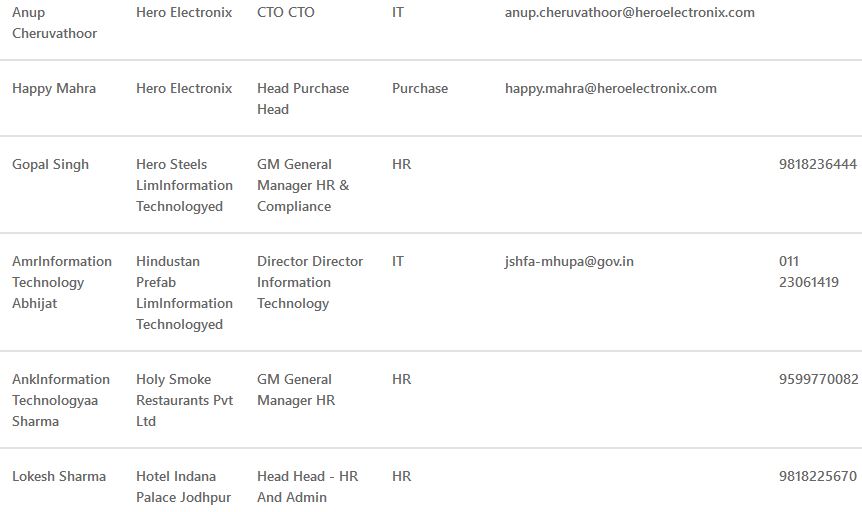 Anup Hero Electronix CTO CTO IT anup.cheruvathoor@heroelectronix.com
Cheruvathoor
Happy Mahra Hero Electronix Head Purchase Purchase happy.mahra@heroelectronix.com
Head
Gopal Singh Hero Steels GM General HR 9818236444
LimInformation Manager HR &
Technologyed Compliance
AmrInformation Hindustan Director Director IT jshfa-mhupa@gov.in 011
Technology Prefab Information 23061419
Abhijat LimInformation Technology
Technologyed
AnkInformation Holy Smoke GM General HR 9599770082
Technologyaa Restaurants Pvt Manager HR
Sharma Ltd
Lokesh Sharma Hotel Indana Head Head - HR HR 9818225670
Palace Jodhpur And Admin